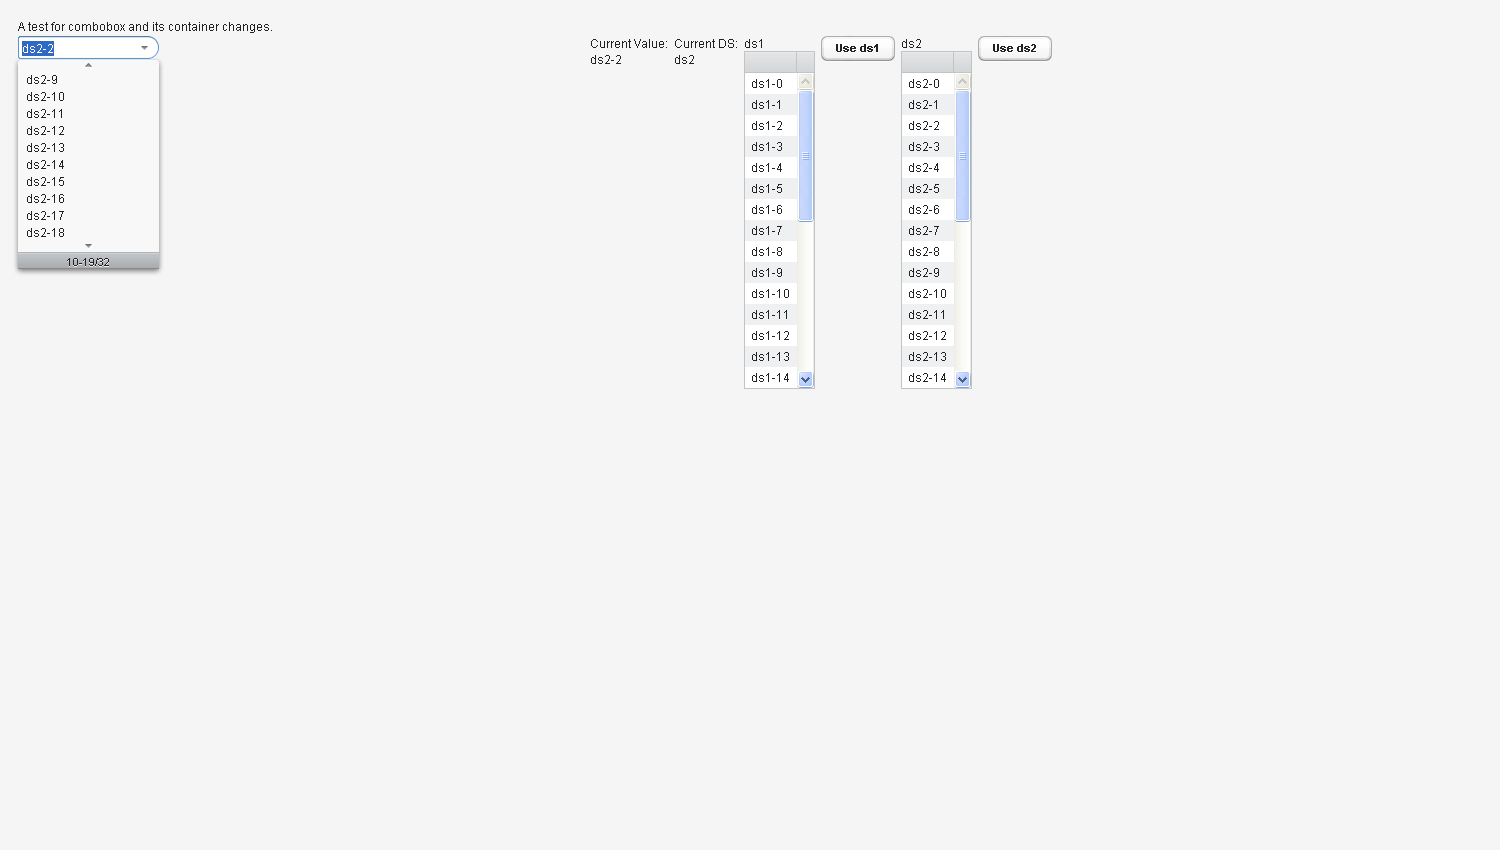 A test for combobox and its container changes.
ds2-2
ds2-9
ds2-10
ds2-11
ds2-12
ds2-13
ds2-14
ds2-15
ds2-16
ds2-17
ds2-18
10-19/32
Current Value:
ds2-2
Current DS:
ds2
ds1
ds1-0
ds1-1
ds1-2
ds1-3
ds1-4
ds1-5
ds1-6
ds1-7
ds1-8
ds1-9
ds1-10
ds1-11
ds1-12
ds1-13
ds1-14
Use ds1
ds2
ds2-0
ds2-1
ds2-2
ds2-3
ds2-4
ds2-5
ds2-6
ds2-7
ds2-8
ds2-9
ds2-10
ds2-11
ds2-12
ds2-13
ds2-14
Use ds2